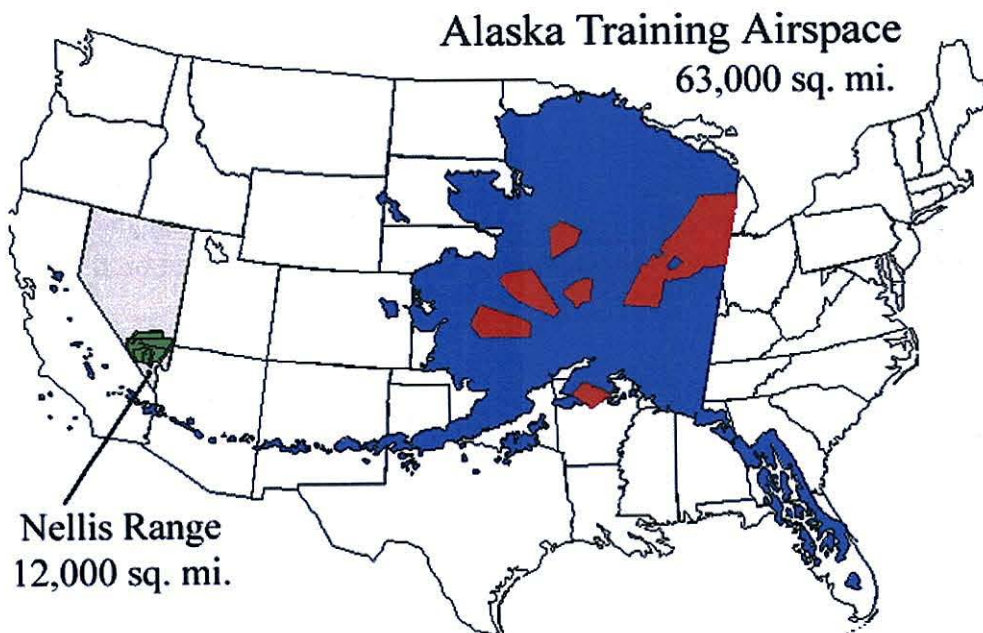 Alaska Training Airspace
63,000 sq. mi.
Nellis Range
12,000 sq. mi.